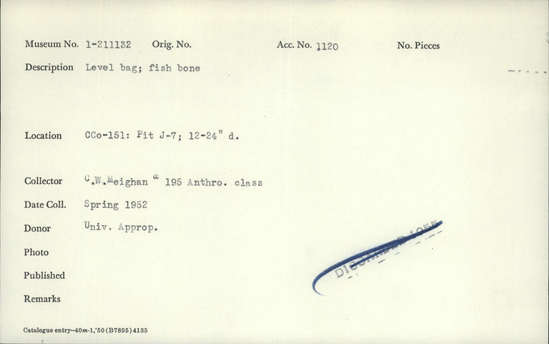 Museum No. 1-211132 Orig. No. Acc. No. 1120 No. Pieces
Description Level bag; fish bone
Location CCo-151: Pit J-7; 12-24" d.
Collector C.W.Meighan & 195 Anthro. class
Date Coll. Spring 1952
Donor Univ. Approp.
Photo
Published
Remarks
Catalogue entry—40m-1,'50 (B7895) 4135